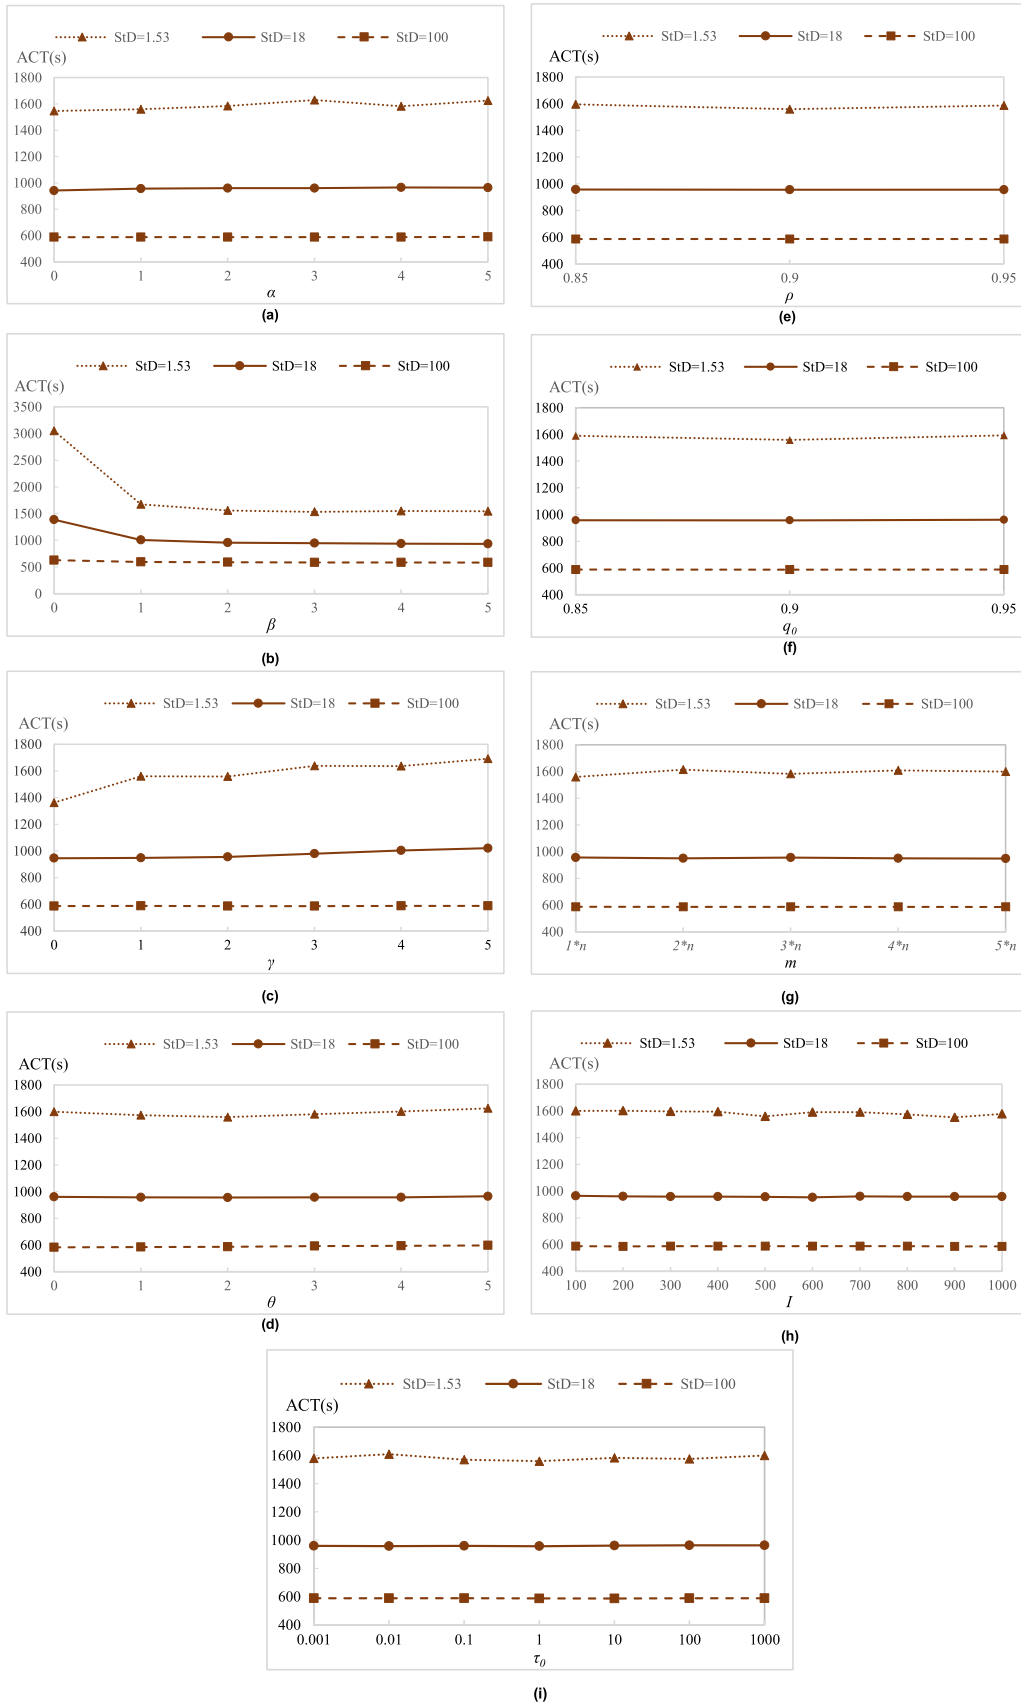 StD=1.53 StD=18 StD=100
ACT(s)
1800
1600
1400
1200
1000
800
600
400
0 1 2 3 4 5
α
(a)
StD=1.53 StD=18 StD=100
ACT(s)
1800
1600
1400
1200
1000
800
600
400
0.85 0.9 0.95
ρ
(e)
StD=1.53 StD=18 StD=100
ACT(s)
3500
3000
2500
2000
1500
1000
500
0
0 1 2 3 4 5
β
(b)
StD=1.53 StD=18 StD=100
ACT(s)
1800
1600
1400
1200
1000
800
600
400
0.85 0.9 0.95
q0
(f)
StD=1.53 StD=18 StD=100
ACT(s)
1800
1600
1400
1200
1000
800
600
400
0 1 2 3 4 5
γ
(c)
StD=1.53 StD=18 StD=100
ACT(s)
1800
1600
1400
1200
1000
800
600
400
1*n 2*n 3*n 4*n 5*n
m
(g)
StD=1.53 StD=18 StD=100
ACT(s)
1800
1600
1400
1200
1000
800
600
400
0 1 2 3 4 5
θ
(d)
StD=1.53 StD=18 StD=100
ACT(s)
1800
1600
1400
1200
1000
800
600
400
100 200 300 400 500 600 700 800 900 1000
I
(h)
StD=1.53 StD=18 StD=100
ACT(s)
1800
1600
1400
1200
1000
800
600
400
0.001 0.01 0.1 1 10 100 1000
τ0
(i)